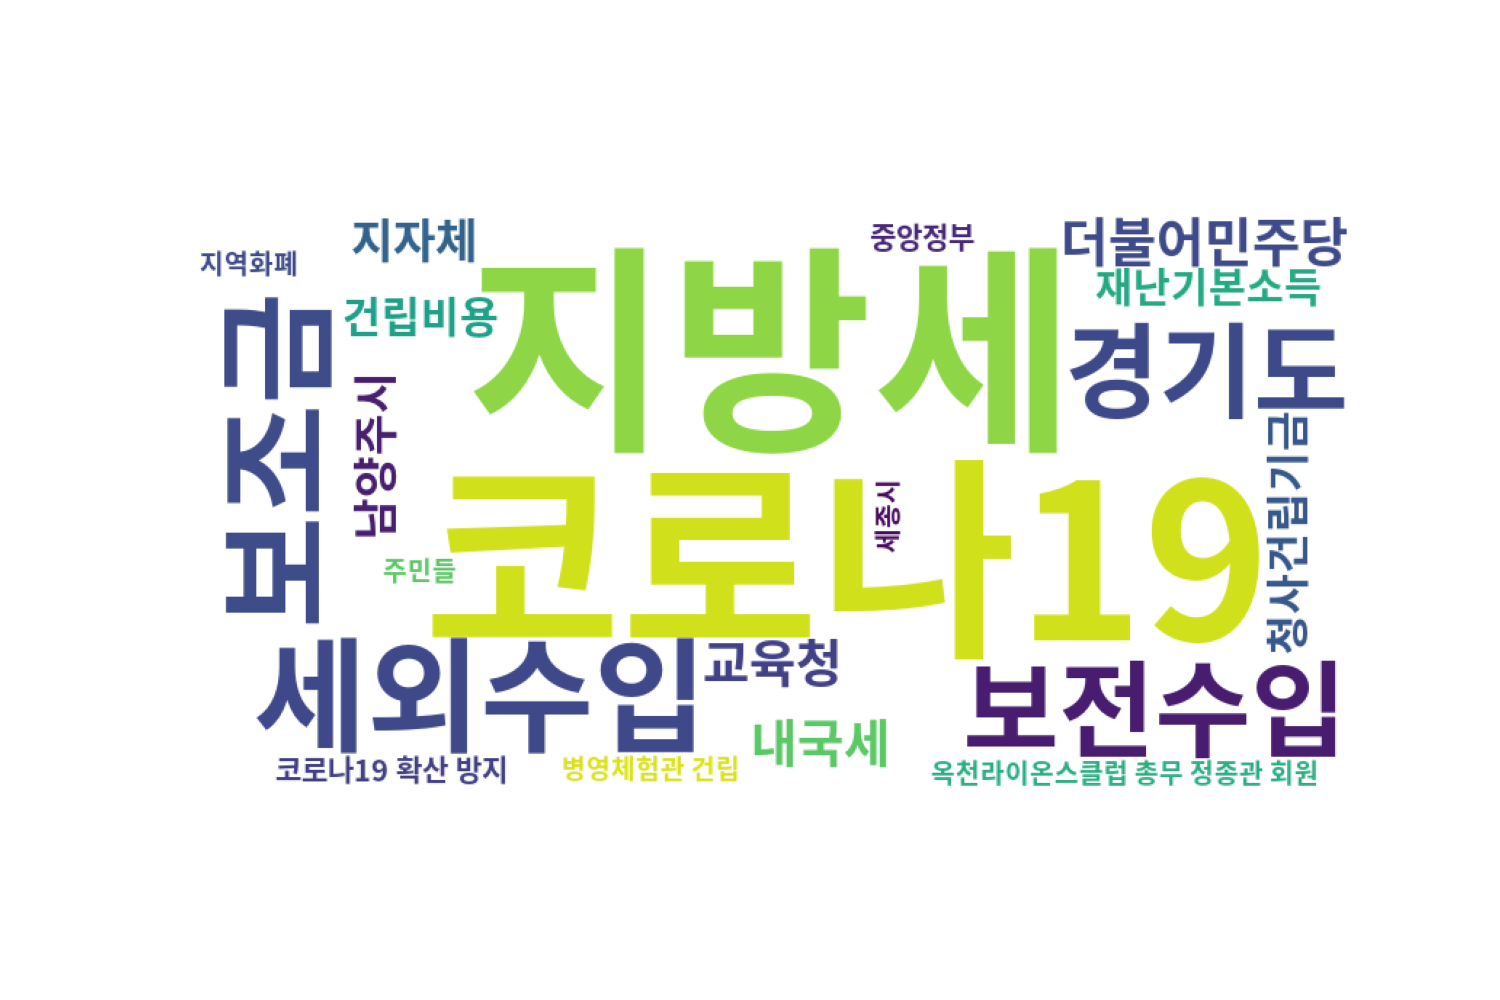 지자체
중앙정부
더불어민주당
지역화폐
재난기본소득
건립비용
지방세
경기도
보조금
남양주시
코로나19
세종시
청사건립기금
주민들
세외수입
교육청
보전수입
내국세
코로나19 확산 방지
병영체험관 건립
옥천라이온스클럽 총무 정종관 회원